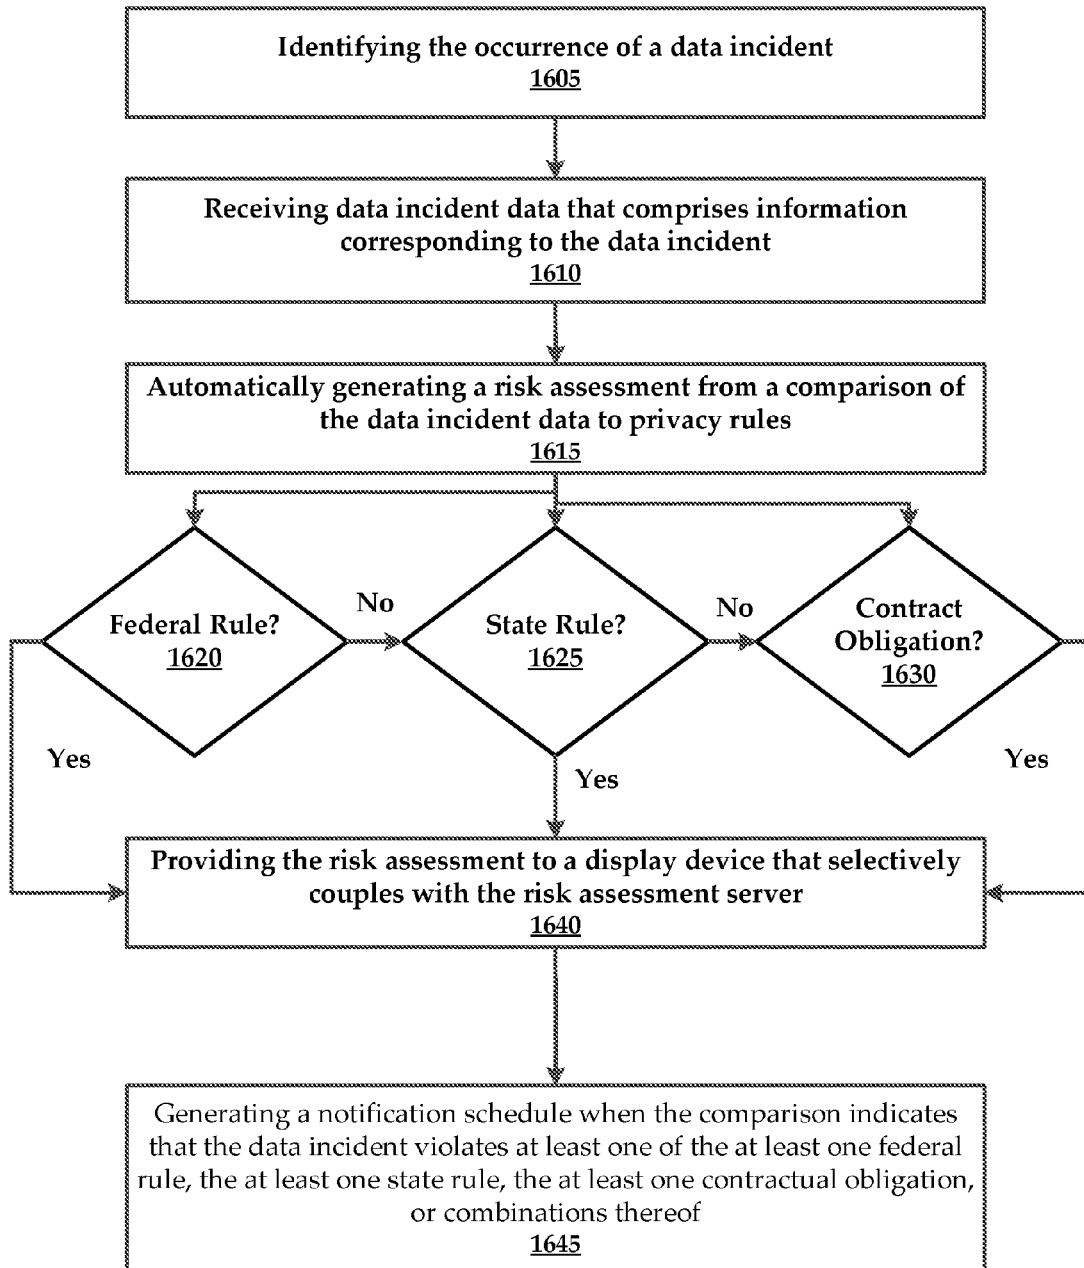 Identifying the occurrence of a data incident
1605
Receiving data incident data that comprises information
corresponding to the data incident
1610
Automatically generating a risk assessment from a comparison of
the data incident data to privacy rules
1615
Federal Rule?
1620
No
State Rule?
1625
No
Contract
Obligation?
1630
Yes
Yes
Yes
Providing the risk assessment to a display device that selectively
couples with the risk assessment server
1640
Generating a notification schedule when the comparison indicates
that the data incident violates at least one of the at least one federal
rule, the at least one state rule, the at least one contractual obligation,
or combinations thereof
1645